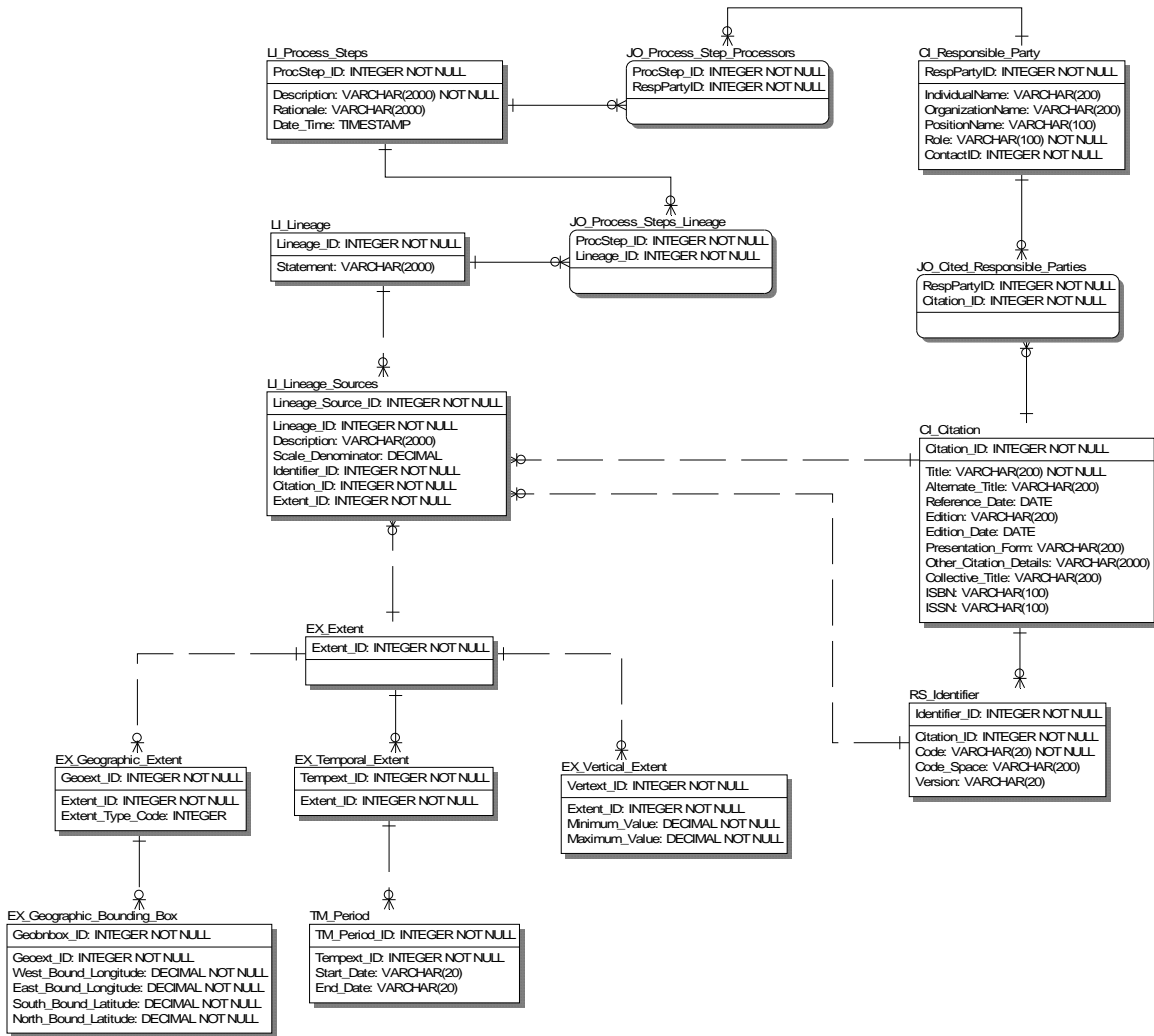 LI_Process_Steps
ProcStep_ID: INTEGER NOT NULL
Description: VARCHAR(2000) NOT NULL
Rationale: VARCHAR(2000)
Date_Time: TIMESTAMP
JO_Process_Step_Processors
ProcStep_ID: INTEGER NOT NULL
RespPartyID: INTEGER NOT NULL
CI_Responsible_Party
RespPartyID: INTEGER NOT NULL
IndividualName: VARCHAR(200)
OrganizationName: VARCHAR(200)
PositionName: VARCHAR(100)
Role: VARCHAR(100) NOT NULL
ContactID: INTEGER NOT NULL
LI_Lineage
Lineage_ID: INTEGER NOT NULL
Statement: VARCHAR(2000)
JO_Process_Steps_Lineage
ProcStep_ID: INTEGER NOT NULL
Lineage_ID: INTEGER NOT NULL
JO_Cited_Responsible_Parties
RespPartyID: INTEGER NOT NULL
Citation_ID: INTEGER NOT NULL
LI_Lineage_Sources
Lineage_Source_ID: INTEGER NOT NULL
Lineage_ID: INTEGER NOT NULL
Description: VARCHAR(2000)
Scale_Denominator: DECIMAL
Identifier_ID: INTEGER NOT NULL
Citation_ID: INTEGER NOT NULL
Extent_ID: INTEGER NOT NULL
CI_Citation
Citation_ID: INTEGER NOT NULL
Title: VARCHAR(200) NOT NULL
Alternate_Title: VARCHAR(200)
Reference_Date: DATE
Edition: VARCHAR(200)
Edition_Date: DATE
Presentation_Form: VARCHAR(200)
Other_Citation_Details: VARCHAR(2000)
Collective_Title: VARCHAR(200)
ISBN: VARCHAR(100)
ISSN: VARCHAR(100)
EX_Extent
Extent_ID: INTEGER NOT NULL
RS_Identifier
Identifier_ID: INTEGER NOT NULL
Citation_ID: INTEGER NOT NULL
Code: VARCHAR(20) NOT NULL
Code_Space: VARCHAR(200)
Version: VARCHAR(20)
EX_Geographic_Extent
Geoext_ID: INTEGER NOT NULL
Extent_ID: INTEGER NOT NULL
Extent_Type_Code: INTEGER
EX_Temporal_Extent
Tempext_ID: INTEGER NOT NULL
Extent_ID: INTEGER NOT NULL
EX_Vertical_Extent
Vertext_ID: INTEGER NOT NULL
Extent_ID: INTEGER NOT NULL
Minimum_Value: DECIMAL NOT NULL
Maximum_Value: DECIMAL NOT NULL
EX_Geographic_Bounding_Box
Geobnbox_ID: INTEGER NOT NULL
Geoext_ID: INTEGER NOT NULL
West_Bound_Longitude: DECIMAL NOT NULL
East_Bound_Longitude: DECIMAL NOT NULL
South_Bound_Latitude: DECIMAL NOT NULL
North_Bound_Latitude: DECIMAL NOT NULL
TM_Period
TM_Period_ID: INTEGER NOT NULL
Tempext_ID: INTEGER NOT NULL
Start_Date: VARCHAR(20)
End_Date: VARCHAR(20)